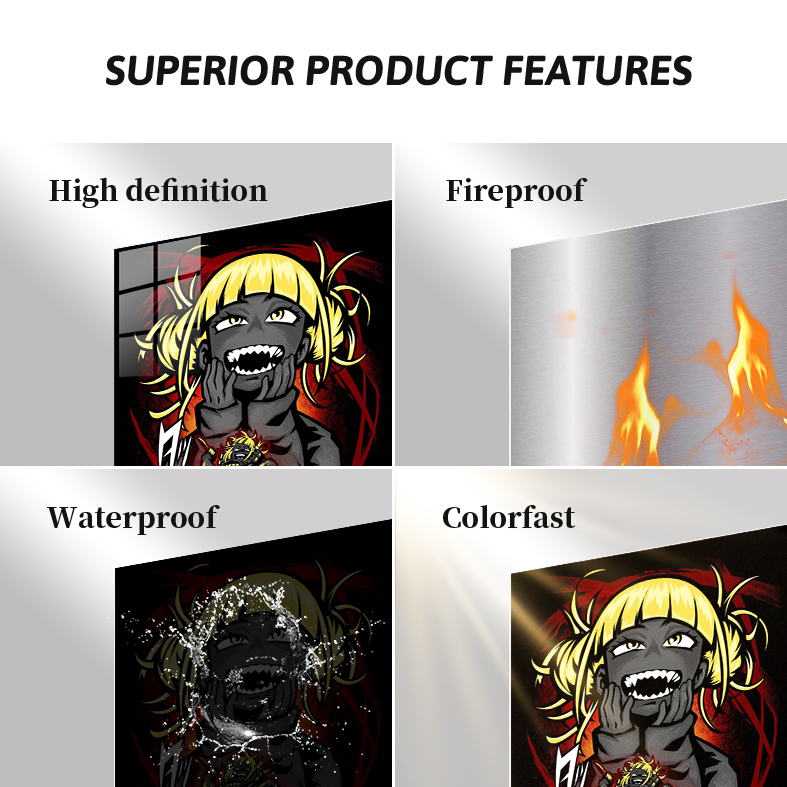 SUPERIOR PRODUCT FEATURES
High definition
Fireproof
Waterproof
Colorfast